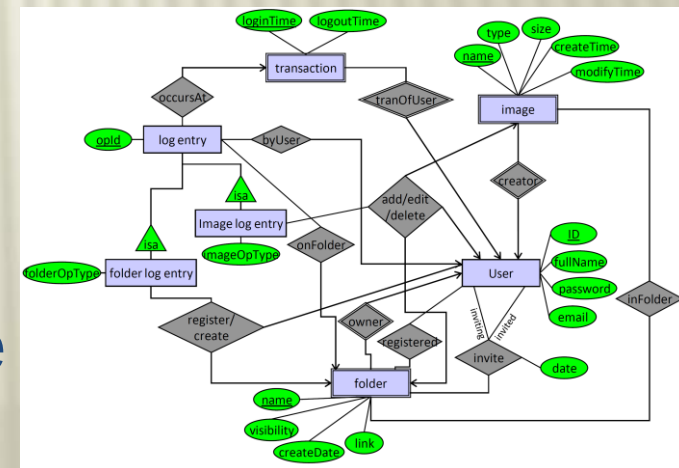 loginTime
logoutTime
transaction
type
size
createTime
name
modifyTime
image
occursAt
tranOfUser
opId
log entry
byUser
creator
isa
Image log entry
add/edit
/delete
imageOpType
isa
onFolder
folderOpType
folder log entry
User
ID
fullName
password
email
inFolder
register/
create
owner
registered
inviting
invited
invite
date
folder
name
visibility
createDate
link
e